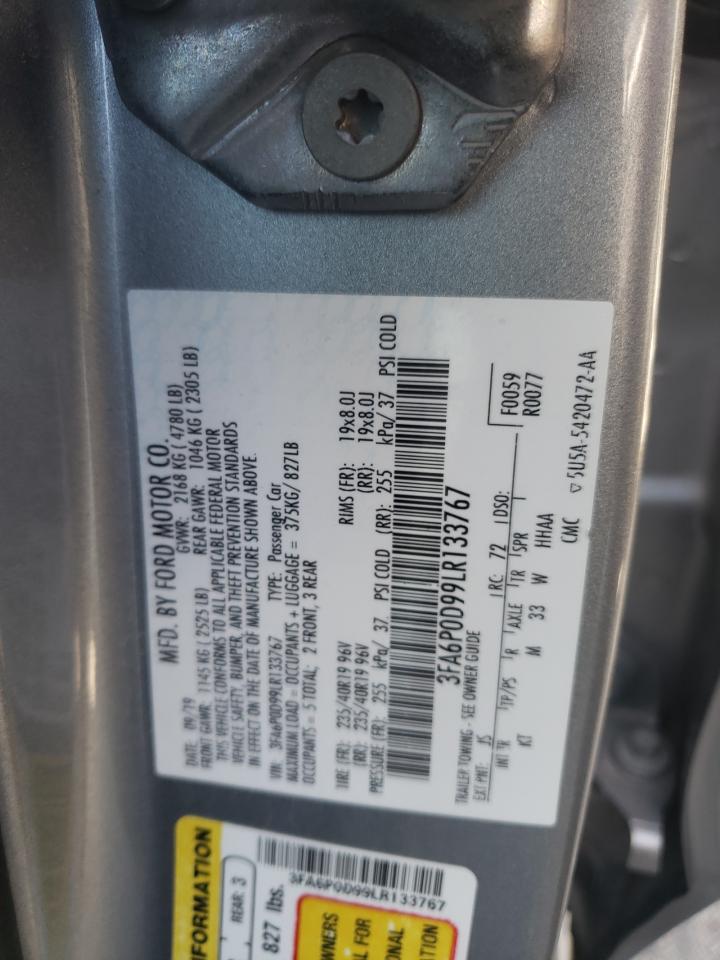 MFD. BY FORD MOTOR CO.
DATE: 09/19 GVWR: 2168 KG ( 4780 LB)
FRONT GAWR: 1145 KG ( 2525 LB) REAR GAWR: 1046 KG ( 2305 LB)
THIS VEHICLE CONFORMS TO ALL APPLICABLE FEDERAL MOTOR
VEHICLE SAFETY, BUMPER, AND THEFT PREVENTION STANDARDS
IN EFFECT ON THE DATE OF MANUFACTURE SHOWN ABOVE.
VIN: 3FA6P0D99LR133767 TYPE: Passenger Car
MAXIMUM LOAD = OCCUPANTS + LUGGAGE = 375KG/827LB
OCCUPANTS = 5 TOTAL; 2 FRONT, 3 REAR
TIRE (FR): 235/40R19 96V RIMS (FR): 19x8.0J
(RR): 235/40R19 96V (RR): 19x8.0J
PRESSURE (FR): 255 kPa/ 37 PSI COLD (RR): 255 kPa/ 37 PSI COLD
3FA6P0D99LR133767
TRAILER TOWING - SEE OWNER GUIDE
EXT PNT: JS RC: 72 DSO:
F0059
INT TR TP/PS R AXLE TR SPR
R0077
KT M 33 W HHAA
CMC 5U5A-5420472-AA
INFORMATION
REAR: 3
827 lbs.
3FA6P0D99LR133767